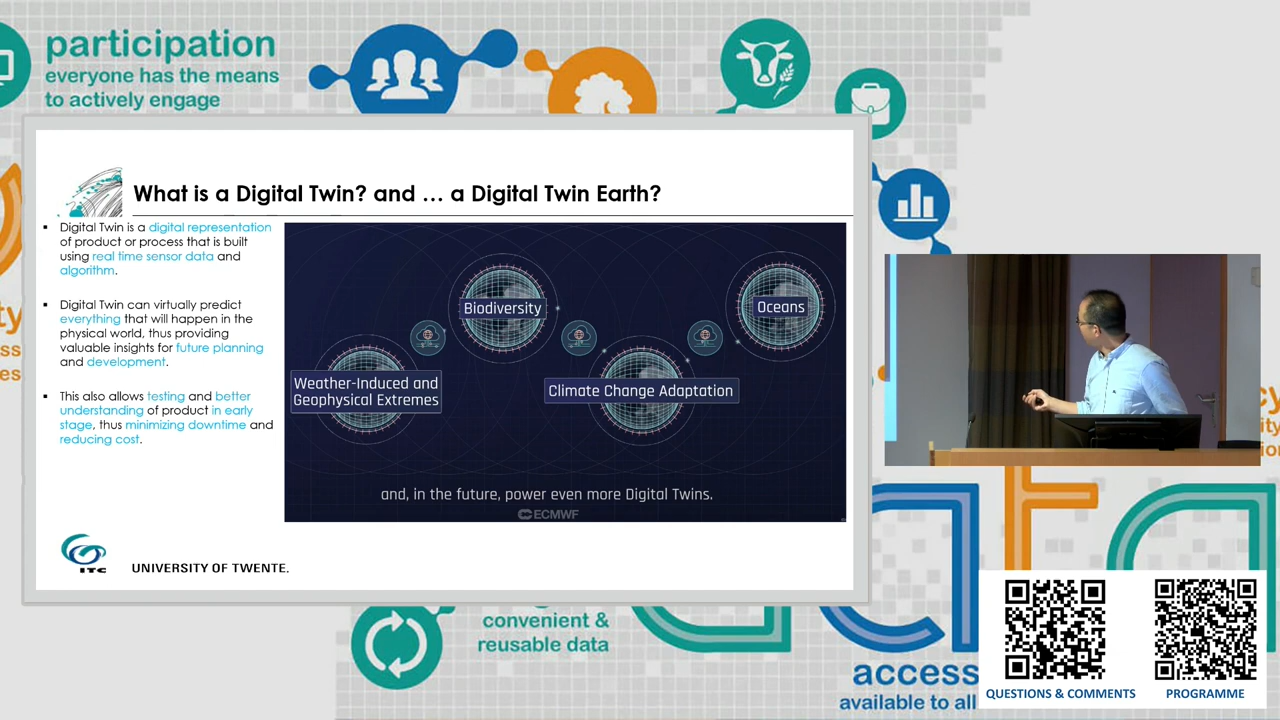 participation
everyone has the means
to actively engage
What is a Digital Twin? and … a Digital Twin Earth?
▪ Digital Twin is a digital representation
of product or process that is built
using real time sensor data and
algorithm.
▪ Digital Twin can virtually predict
everything that will happen in the
physical world, thus providing
valuable insights for future planning
and development.
▪ This also allows testing and better
understanding of product in early
stage, thus minimizing downtime and
reducing cost.
Biodiversity
Oceans
Weather-Induced and
Geophysical Extremes
Climate Change Adaptation
and, in the future, power even more Digital Twins.
ECMWF
ITC
UNIVERSITY OF TWENTE.
convenient &
reusable data
access
available to all
QUESTIONS & COMMENTS
PROGRAMME